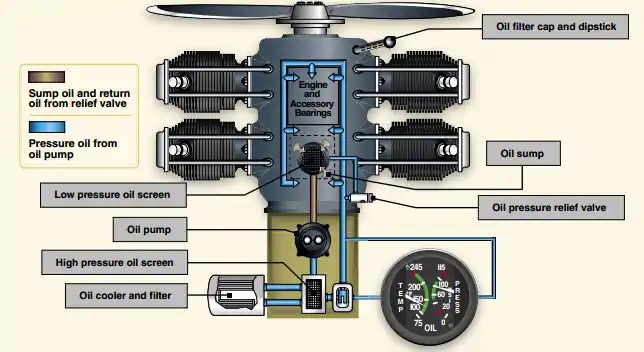 Oil filter cap and dipstick
Engine
and
Accessory
Bearings
Sump oil and return
oil from relief valve
Pressure oil from
oil pump
Oil sump
Low pressure oil screen
Oil pressure relief valve
Oil pump
High pressure oil screen
Oil cooler and filter
245
115
200
100
150
60
100
20
75
0
TEMP
PRESS
OIL